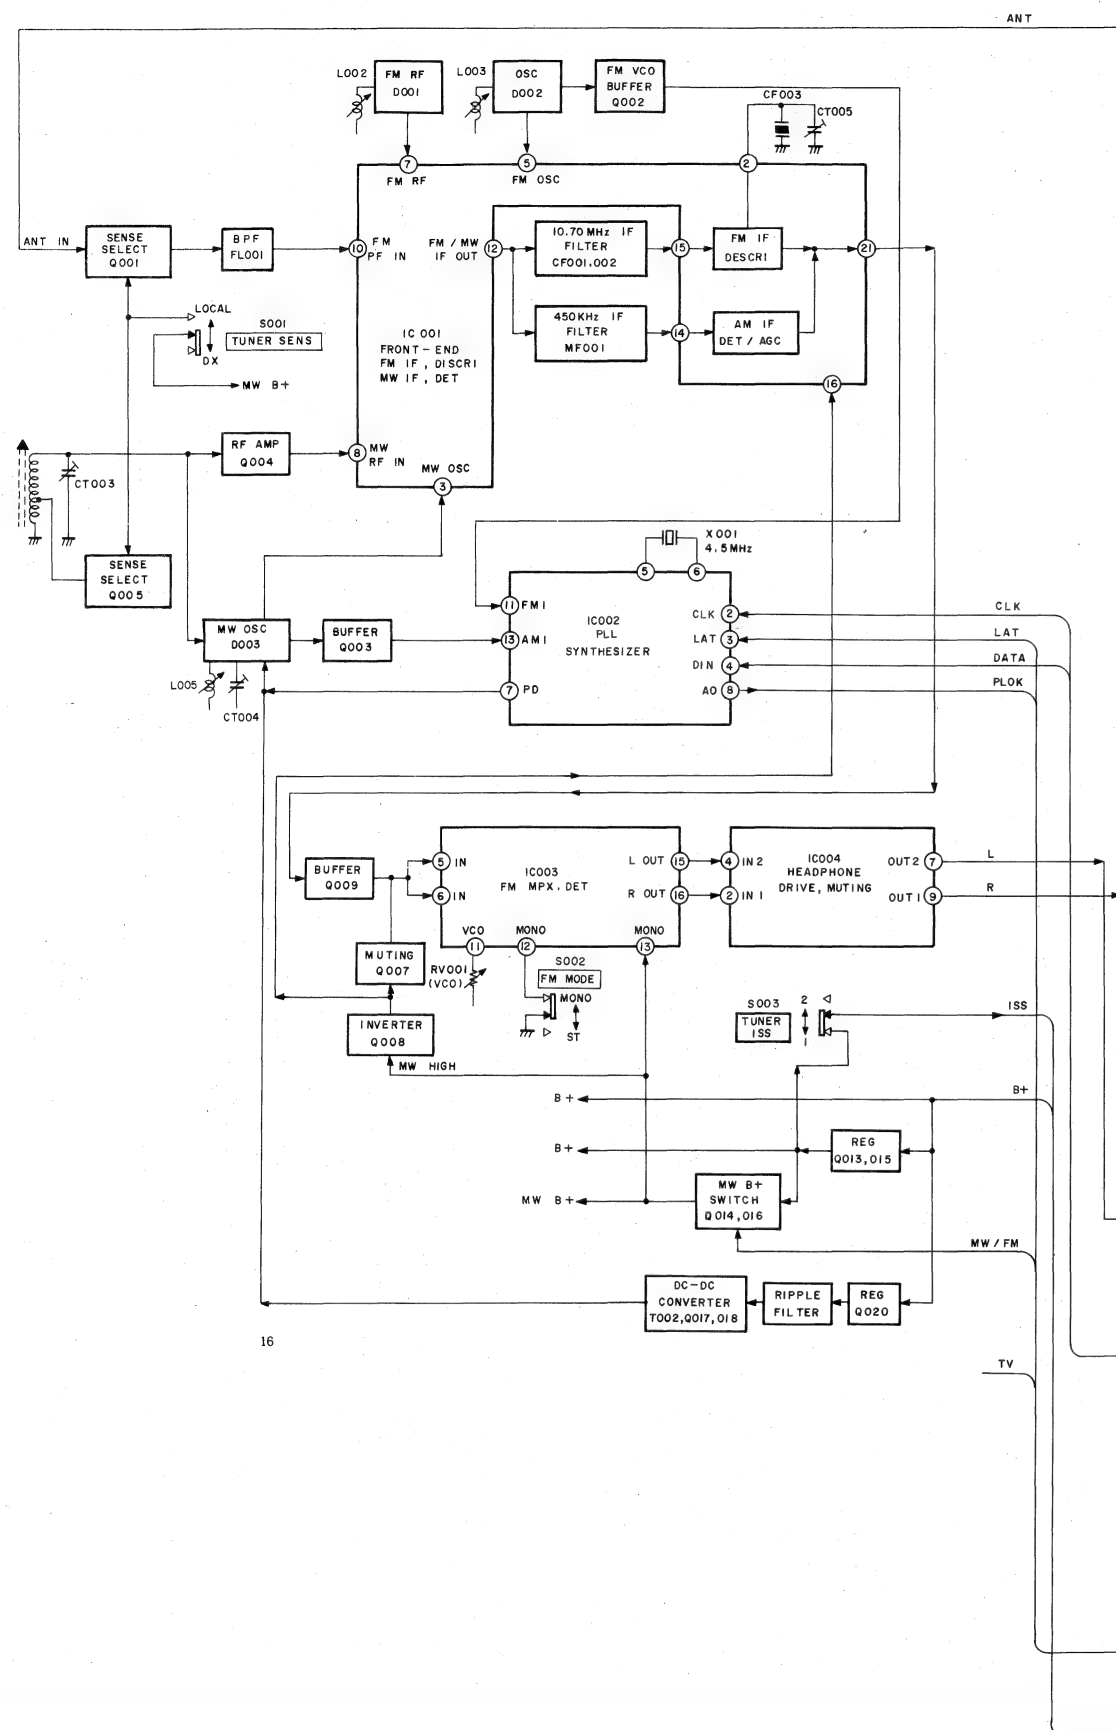 ANT
L002
FM RF
D001
L003
OSC
D002
FM VCO
BUFFER
Q002
CF003
CT005
7
FM RF
5
FM OSC
2
ANT IN
SENSE
SELECT
Q001
BPF
FL001
10
FM
PF IN
FM / MW
IF OUT
12
10.70MHz IF
FILTER
CF001,002
15
FM IF
DESCRI
21
450KHz IF
FILTER
MF001
14
AM IF
DET / AGC
16
LOCAL
DX
S001
TUNER SENS
MW B+
IC 001
FRONT-END
FM IF, DISCRI
MW IF, DET
CT003
RF AMP
Q004
8
MW
RF IN
MW OSC
3
SENSE
SELECT
Q005
X001
4.5MHz
5
6
MW OSC
D003
BUFFER
Q003
11
FM1
13
AM1
7
PD
IC002
PLL
SYNTHESIZER
CLK
2
LAT
3
DIN
4
AO
8
CLK
LAT
DATA
PLOK
L005
CT004
BUFFER
Q009
5
IN
6
IN
IC003
FM MPX. DET
L OUT
15
R OUT
16
4
IN2
2
IN1
IC004
HEADPHONE
DRIVE, MUTING
OUT2
7
OUT1
9
L
R
VCO
11
MONO
12
MONO
13
MUTING
Q007
RV001
(VCO)
S002
FM MODE
MONO
ST
INVERTER
Q008
MW HIGH
S003
TUNER
ISS
2
1
ISS
B+
B+
B+
REG
Q013,015
MW B+
MW B+
SWITCH
Q014,016
MW / FM
DC-DC
CONVERTER
T002,Q017,018
RIPPLE
FILTER
REG
Q020
16
TV